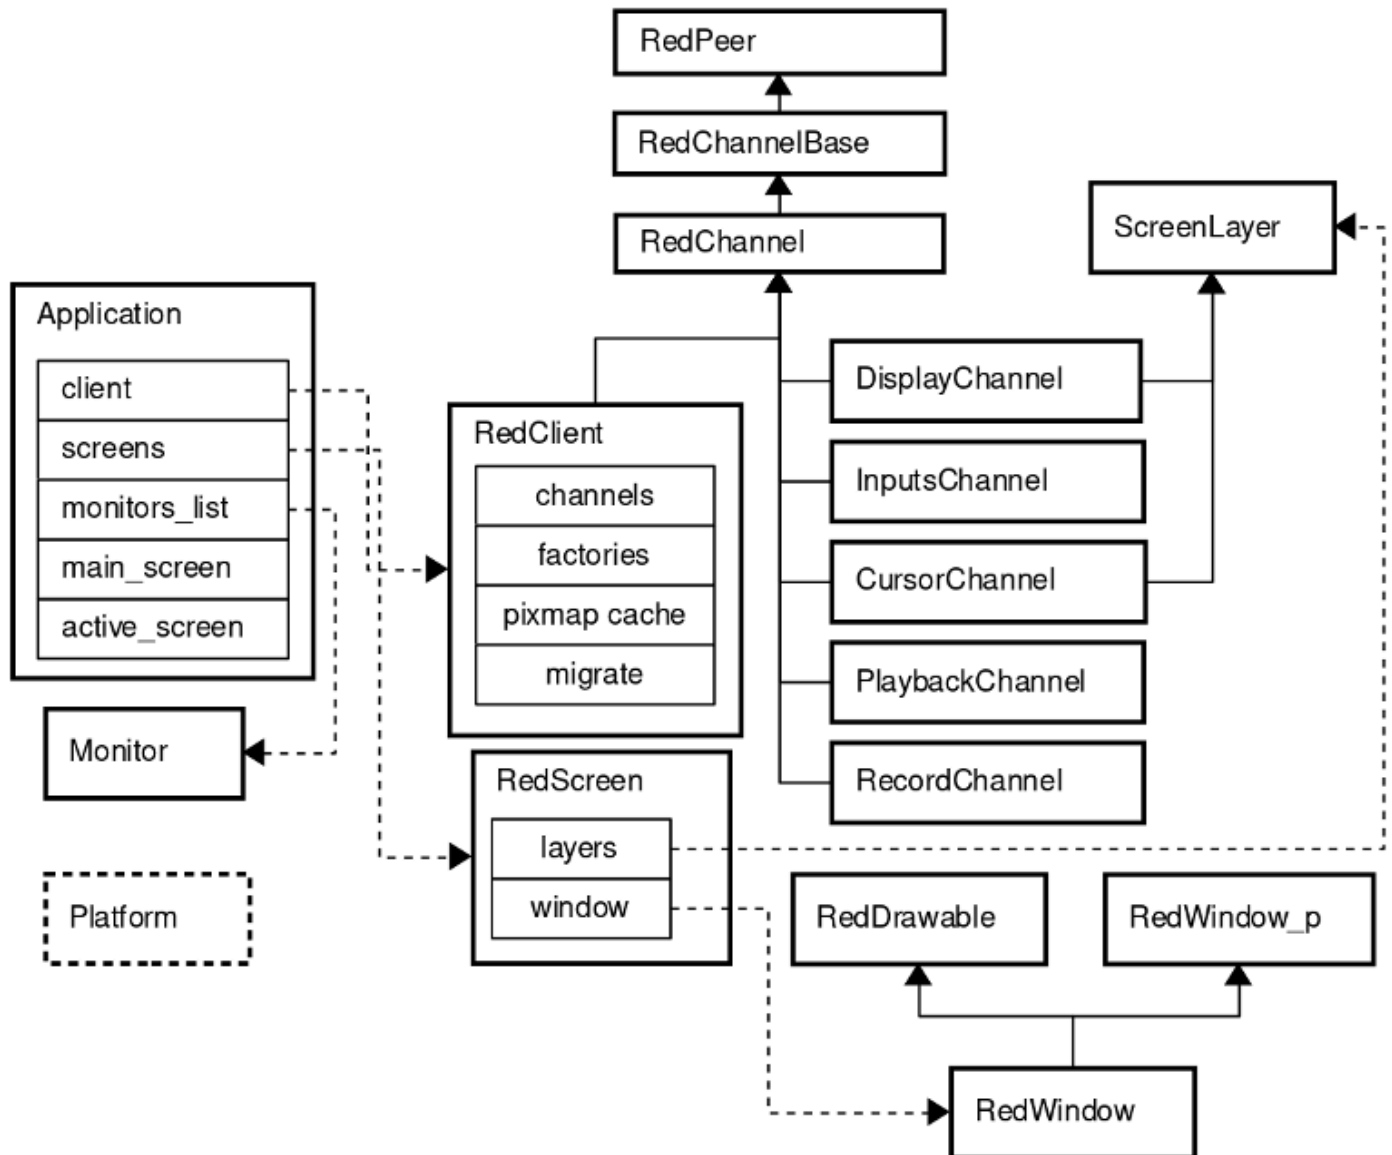 RedPeer
RedChannelBase
RedChannel
ScreenLayer
Application
client
screens
monitors_list
main_screen
active_screen
RedClient
channels
factories
pixmap cache
migrate
DisplayChannel
InputsChannel
CursorChannel
PlaybackChannel
RecordChannel
Monitor
RedScreen
layers
window
Platform
RedDrawable
RedWindow_p
RedWindow